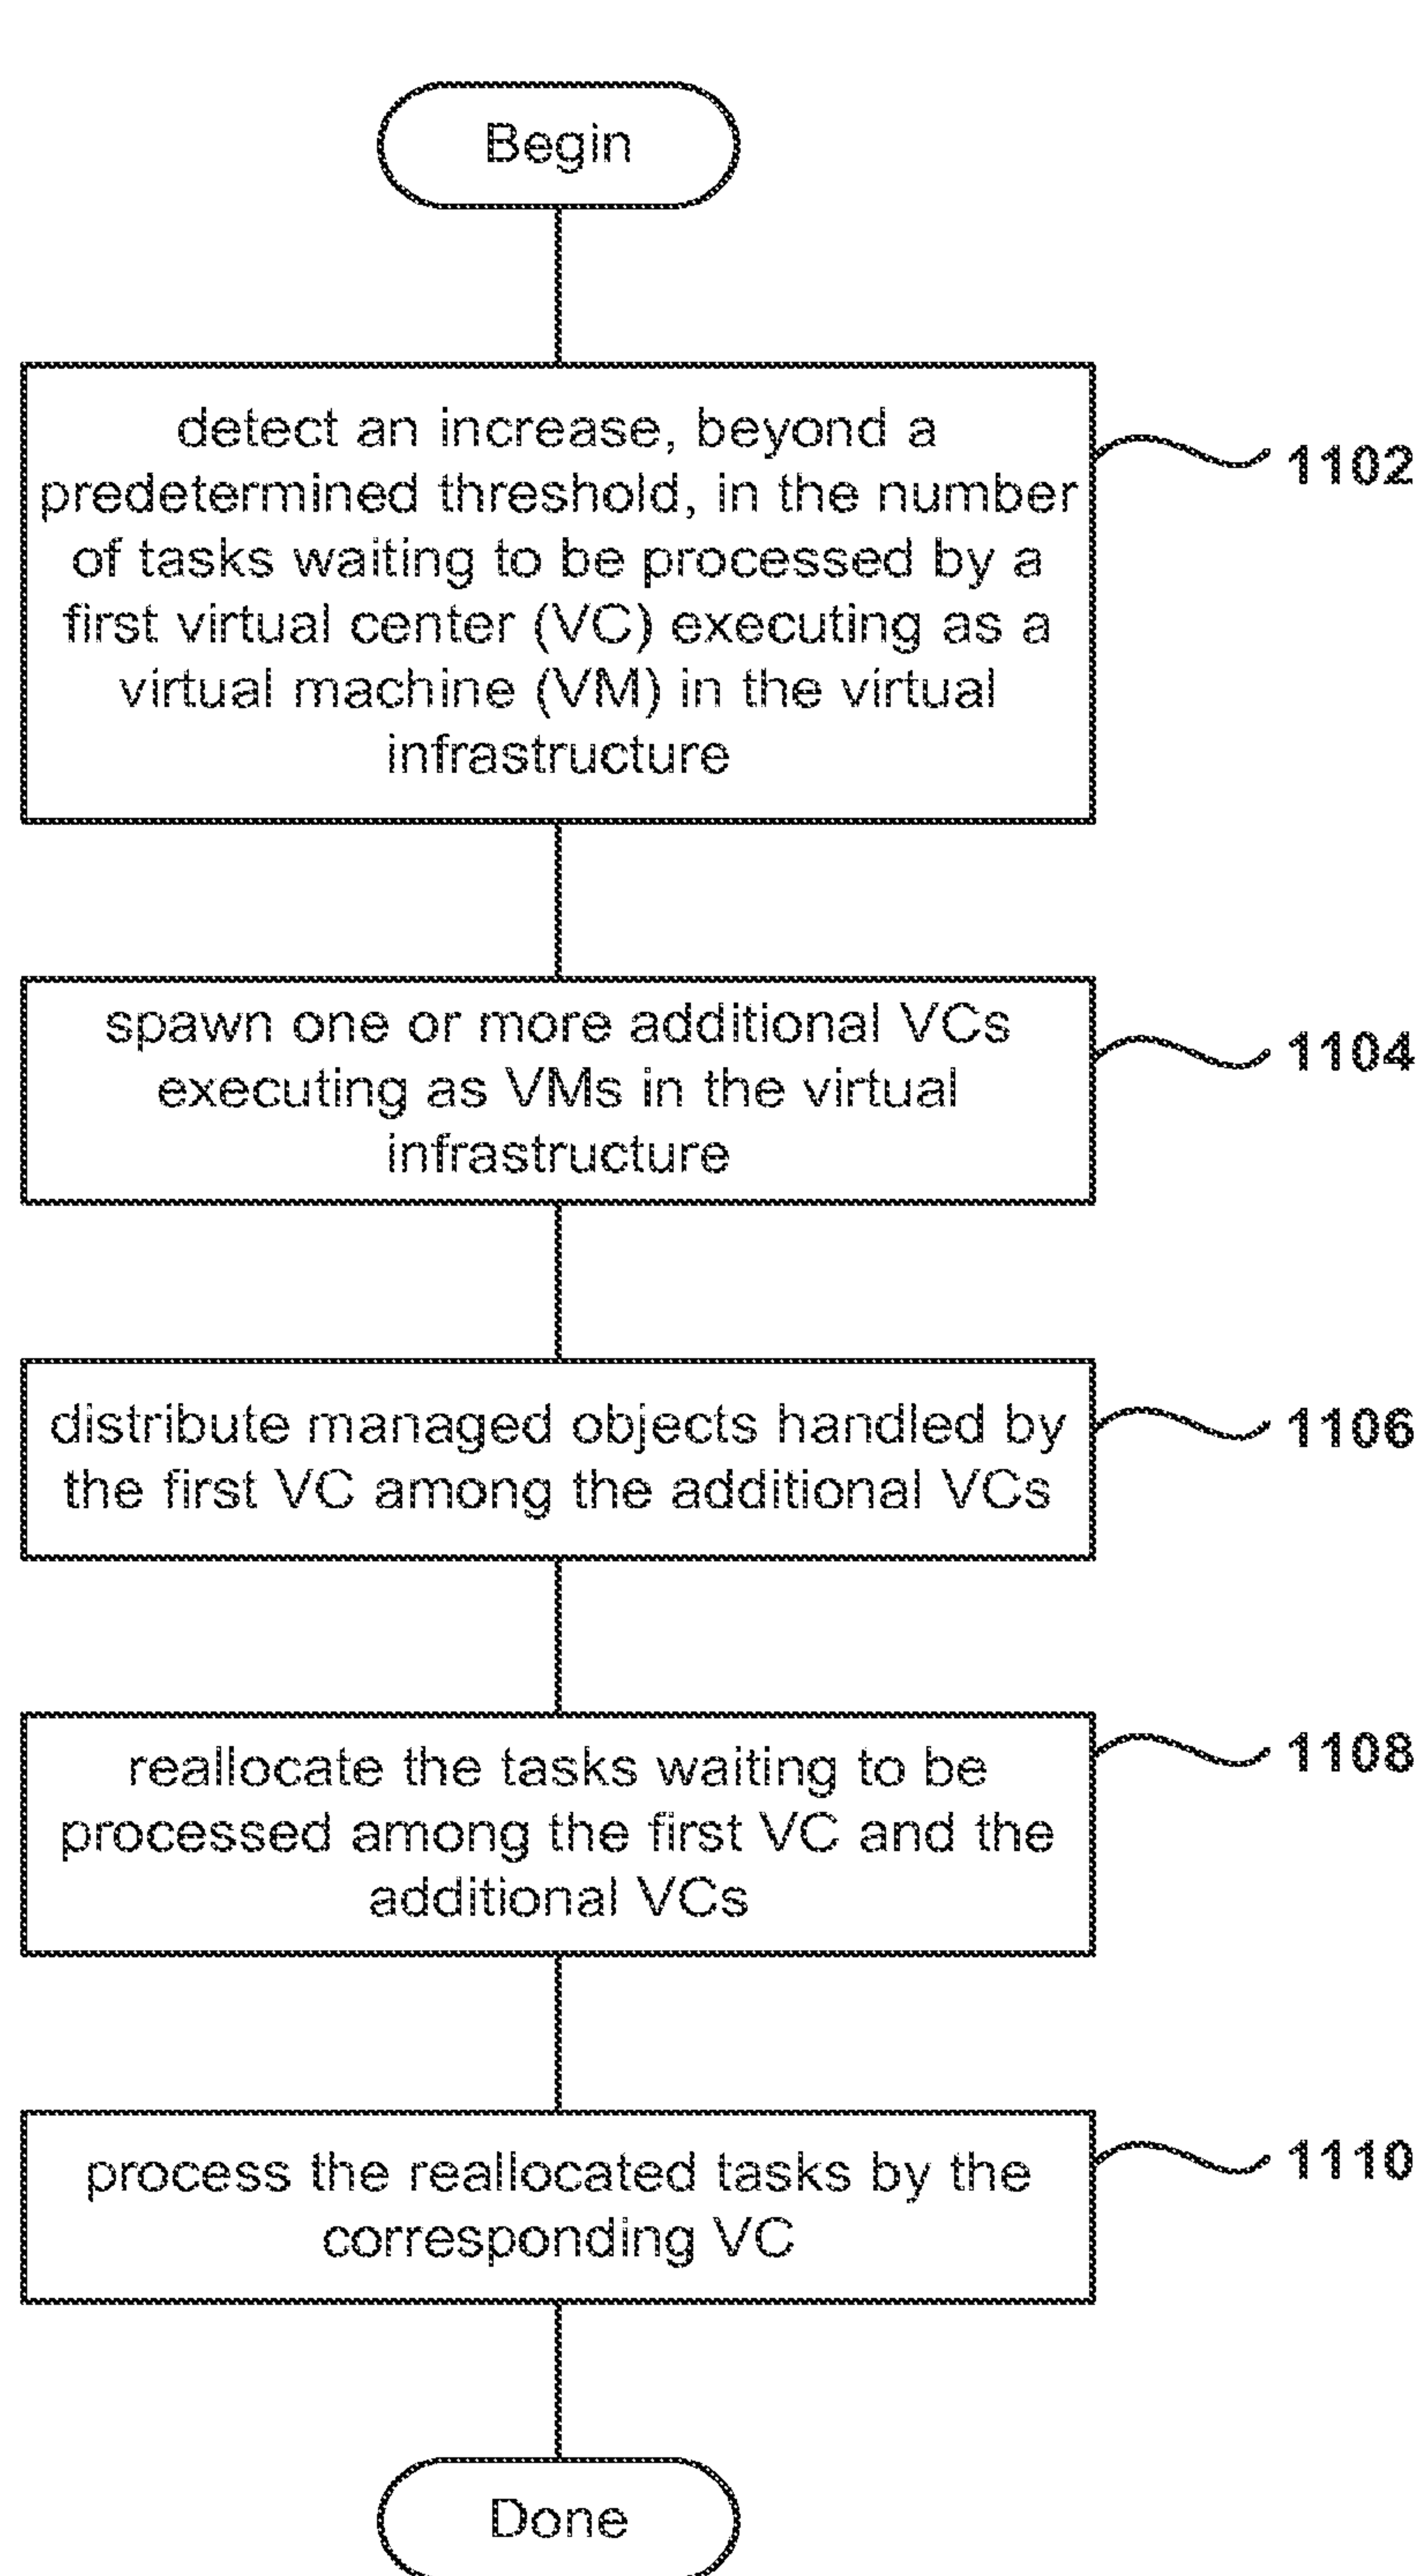 Begin
detect an increase, beyond a
predetermined threshold, in the number
of tasks waiting to be processed by a
first virtual center (VC) executing as a
virtual machine (VM) in the virtual
infrastructure
1102
spawn one or more additional VCs
executing as VMs in the virtual
infrastructure
1104
distribute managed objects handled by
the first VC among the additional VCs
1106
reallocate the tasks waiting to be
processed among the first VC and the
additional VCs
1108
process the reallocated tasks by the
corresponding VC
1110
Done